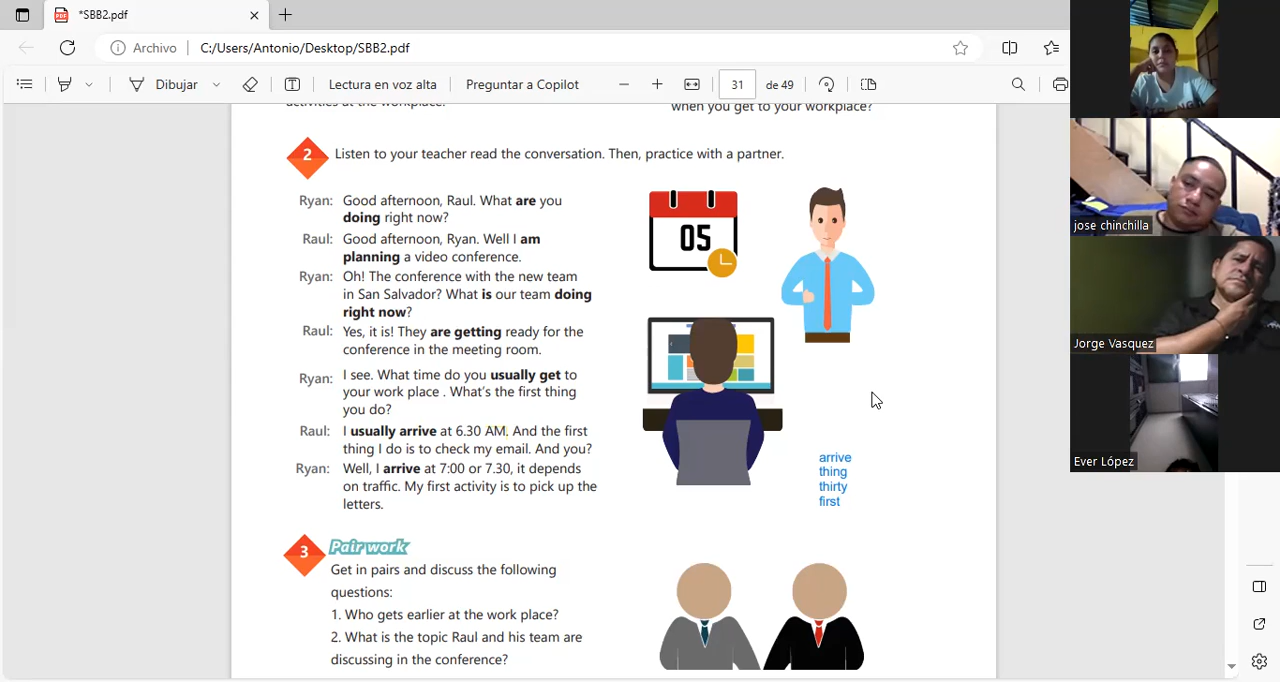 *SBB2.pdf
Archivo
C:/Users/Antonio/Desktop/SBB2.pdf
Dibujar
Lectura en voz alta
Preguntar a Copilot
31
de 49
activities at the workplace.
when you get to your workplace?
2
Listen to your teacher read the conversation. Then, practice with a partner.
Ryan: Good afternoon, Raul. What are you
doing right now?
Raul: Good afternoon, Ryan. Well I am
planning a video conference.
Ryan: Oh! The conference with the new team
in San Salvador? What is our team doing
right now?
Raul: Yes, it is! They are getting ready for the
conference in the meeting room.
Ryan: I see. What time do you usually get to
your work place . What's the first thing
you do?
Raul: I usually arrive at 6.30 AM. And the first
thing I do is to check my email. And you?
Ryan: Well, I arrive at 7:00 or 7.30, it depends
on traffic. My first activity is to pick up the
letters.
05
arrive
thing
thirty
first
3
Pair work
Get in pairs and discuss the following
questions:
1. Who gets earlier at the work place?
2. What is the topic Raul and his team are
discussing in the conference?
jose chinchilla
Jorge Vasquez
Ever López